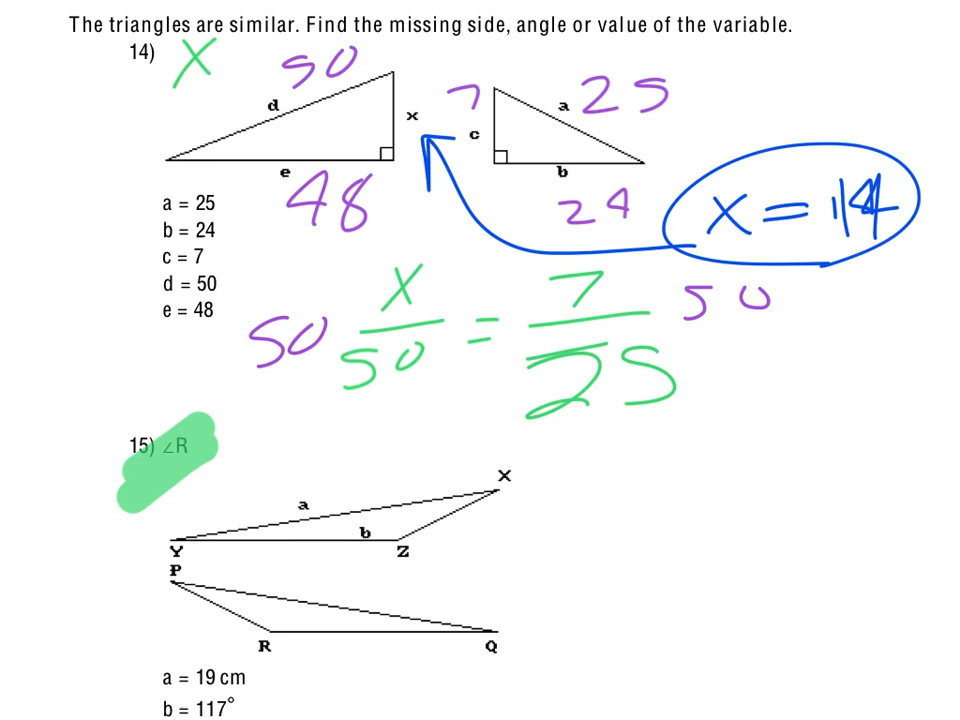 The triangles are similar. Find the missing side, angle or value of the variable.
14) X
50
d
x
e
48
7
c
a 25
b
24
x = 14
a = 25
b = 24
c = 7
d = 50
e = 48
50 X/50 = 7/25 50
15) ∠R
X
a
b
Y
Z
P
R
Q
a = 19 cm
b = 117°